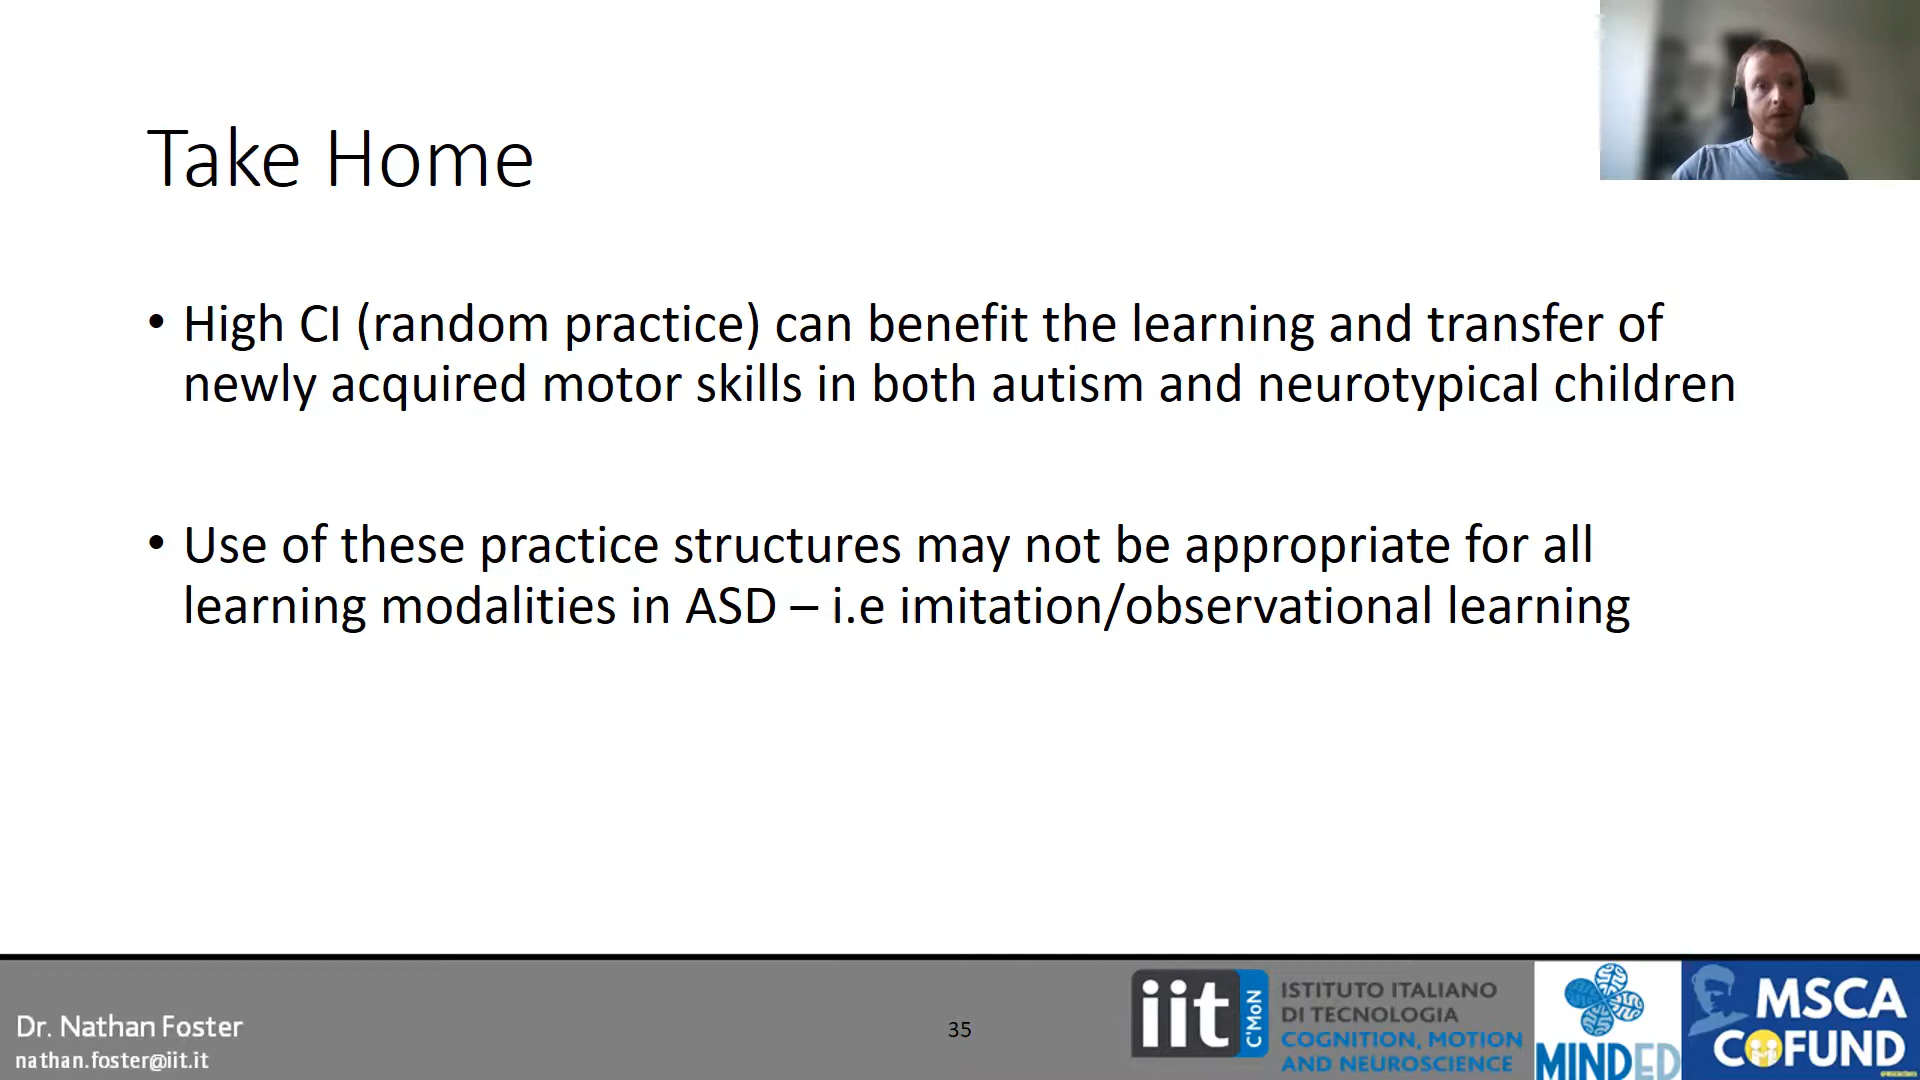 Take Home
• High CI (random practice) can benefit the learning and transfer of
newly acquired motor skills in both autism and neurotypical children
• Use of these practice structures may not be appropriate for all
learning modalities in ASD – i.e imitation/observational learning
Dr. Nathan Foster
nathan.foster@iit.it
35
iit
C'MoN
ISTITUTO ITALIANO
DI TECNOLOGIA
COGNITION, MOTION
AND NEUROSCIENCE
MINDED
MSCA
COFUND